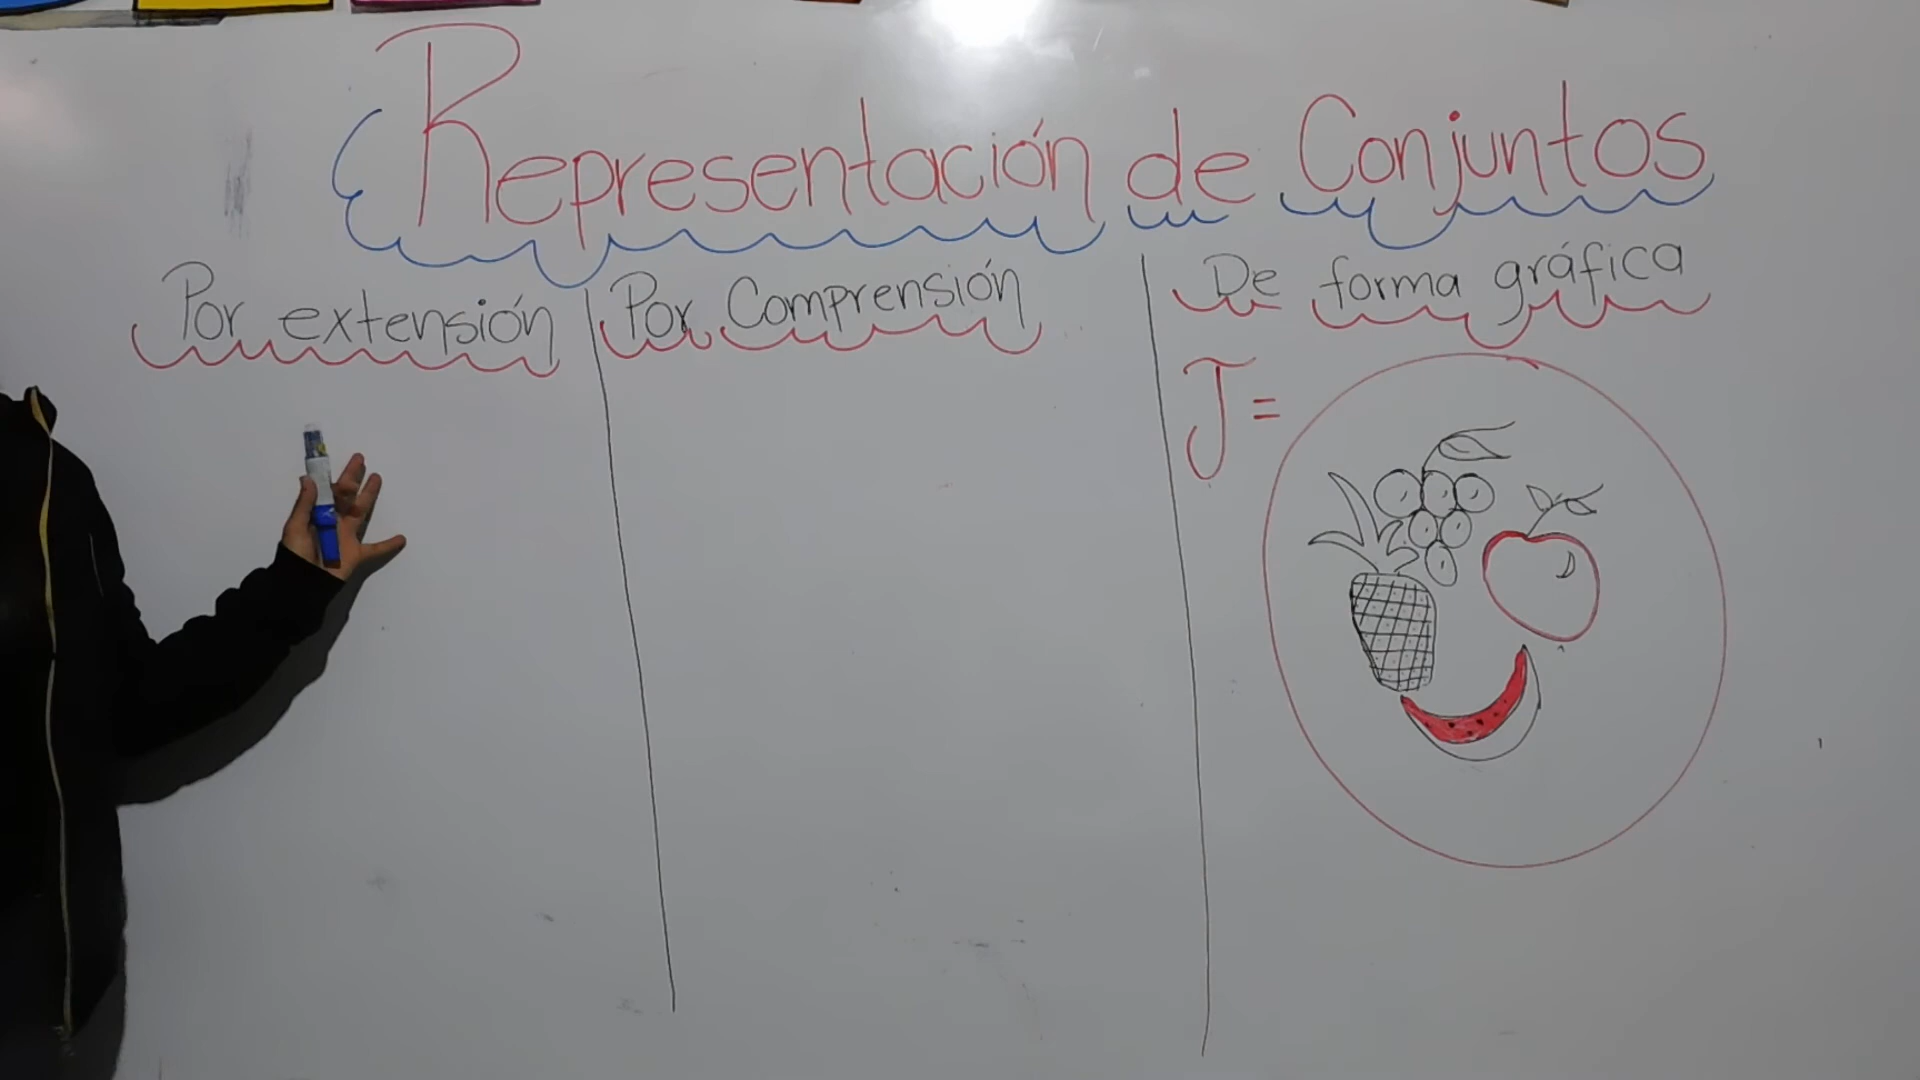 Representación de Conjuntos
Por extensión
Por Comprensión
De forma gráfica
J =